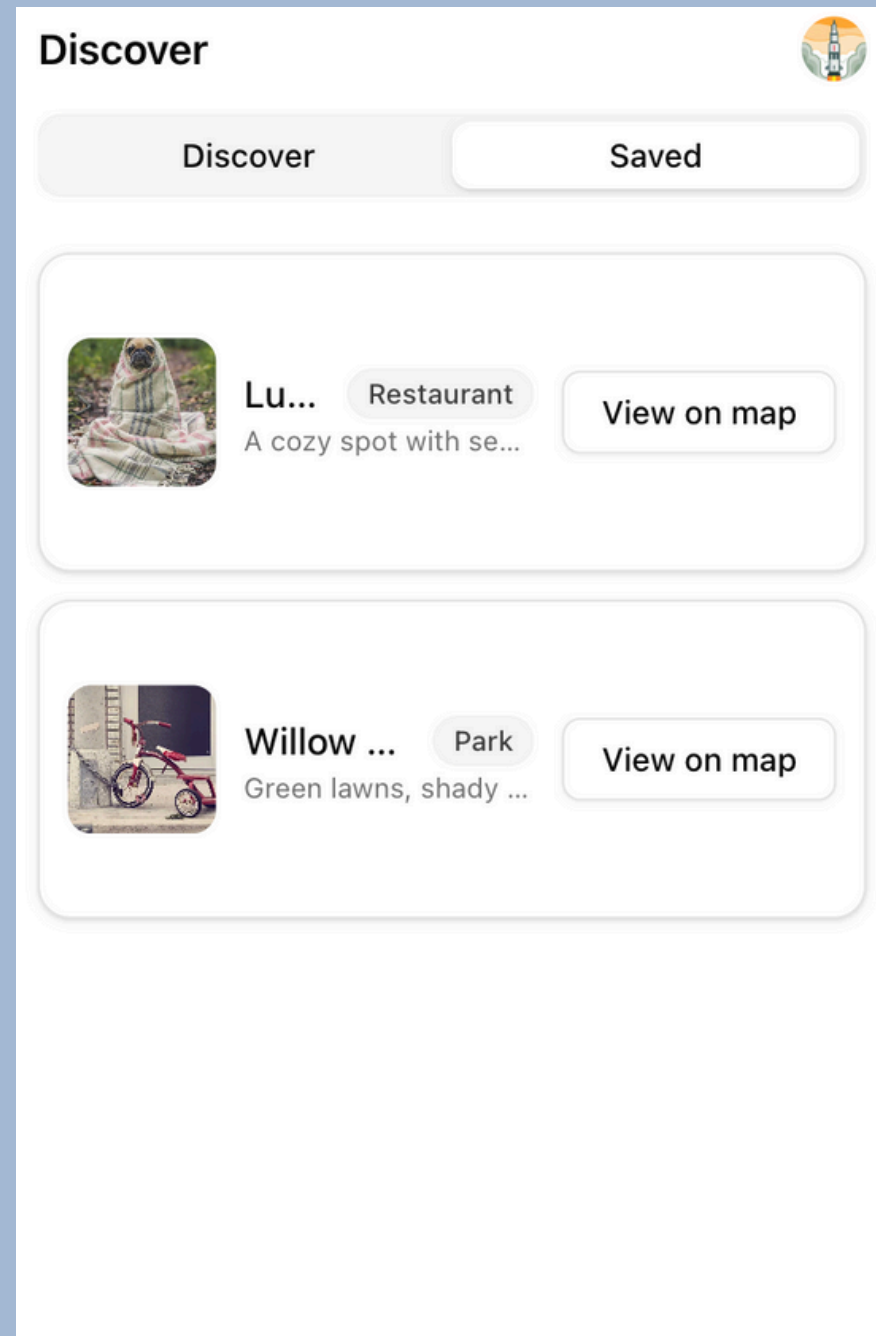 Discover
Discover Saved
Lu... Restaurant
A cozy spot with se...
View on map
Willow ... Park
Green lawns, shady ...
View on map